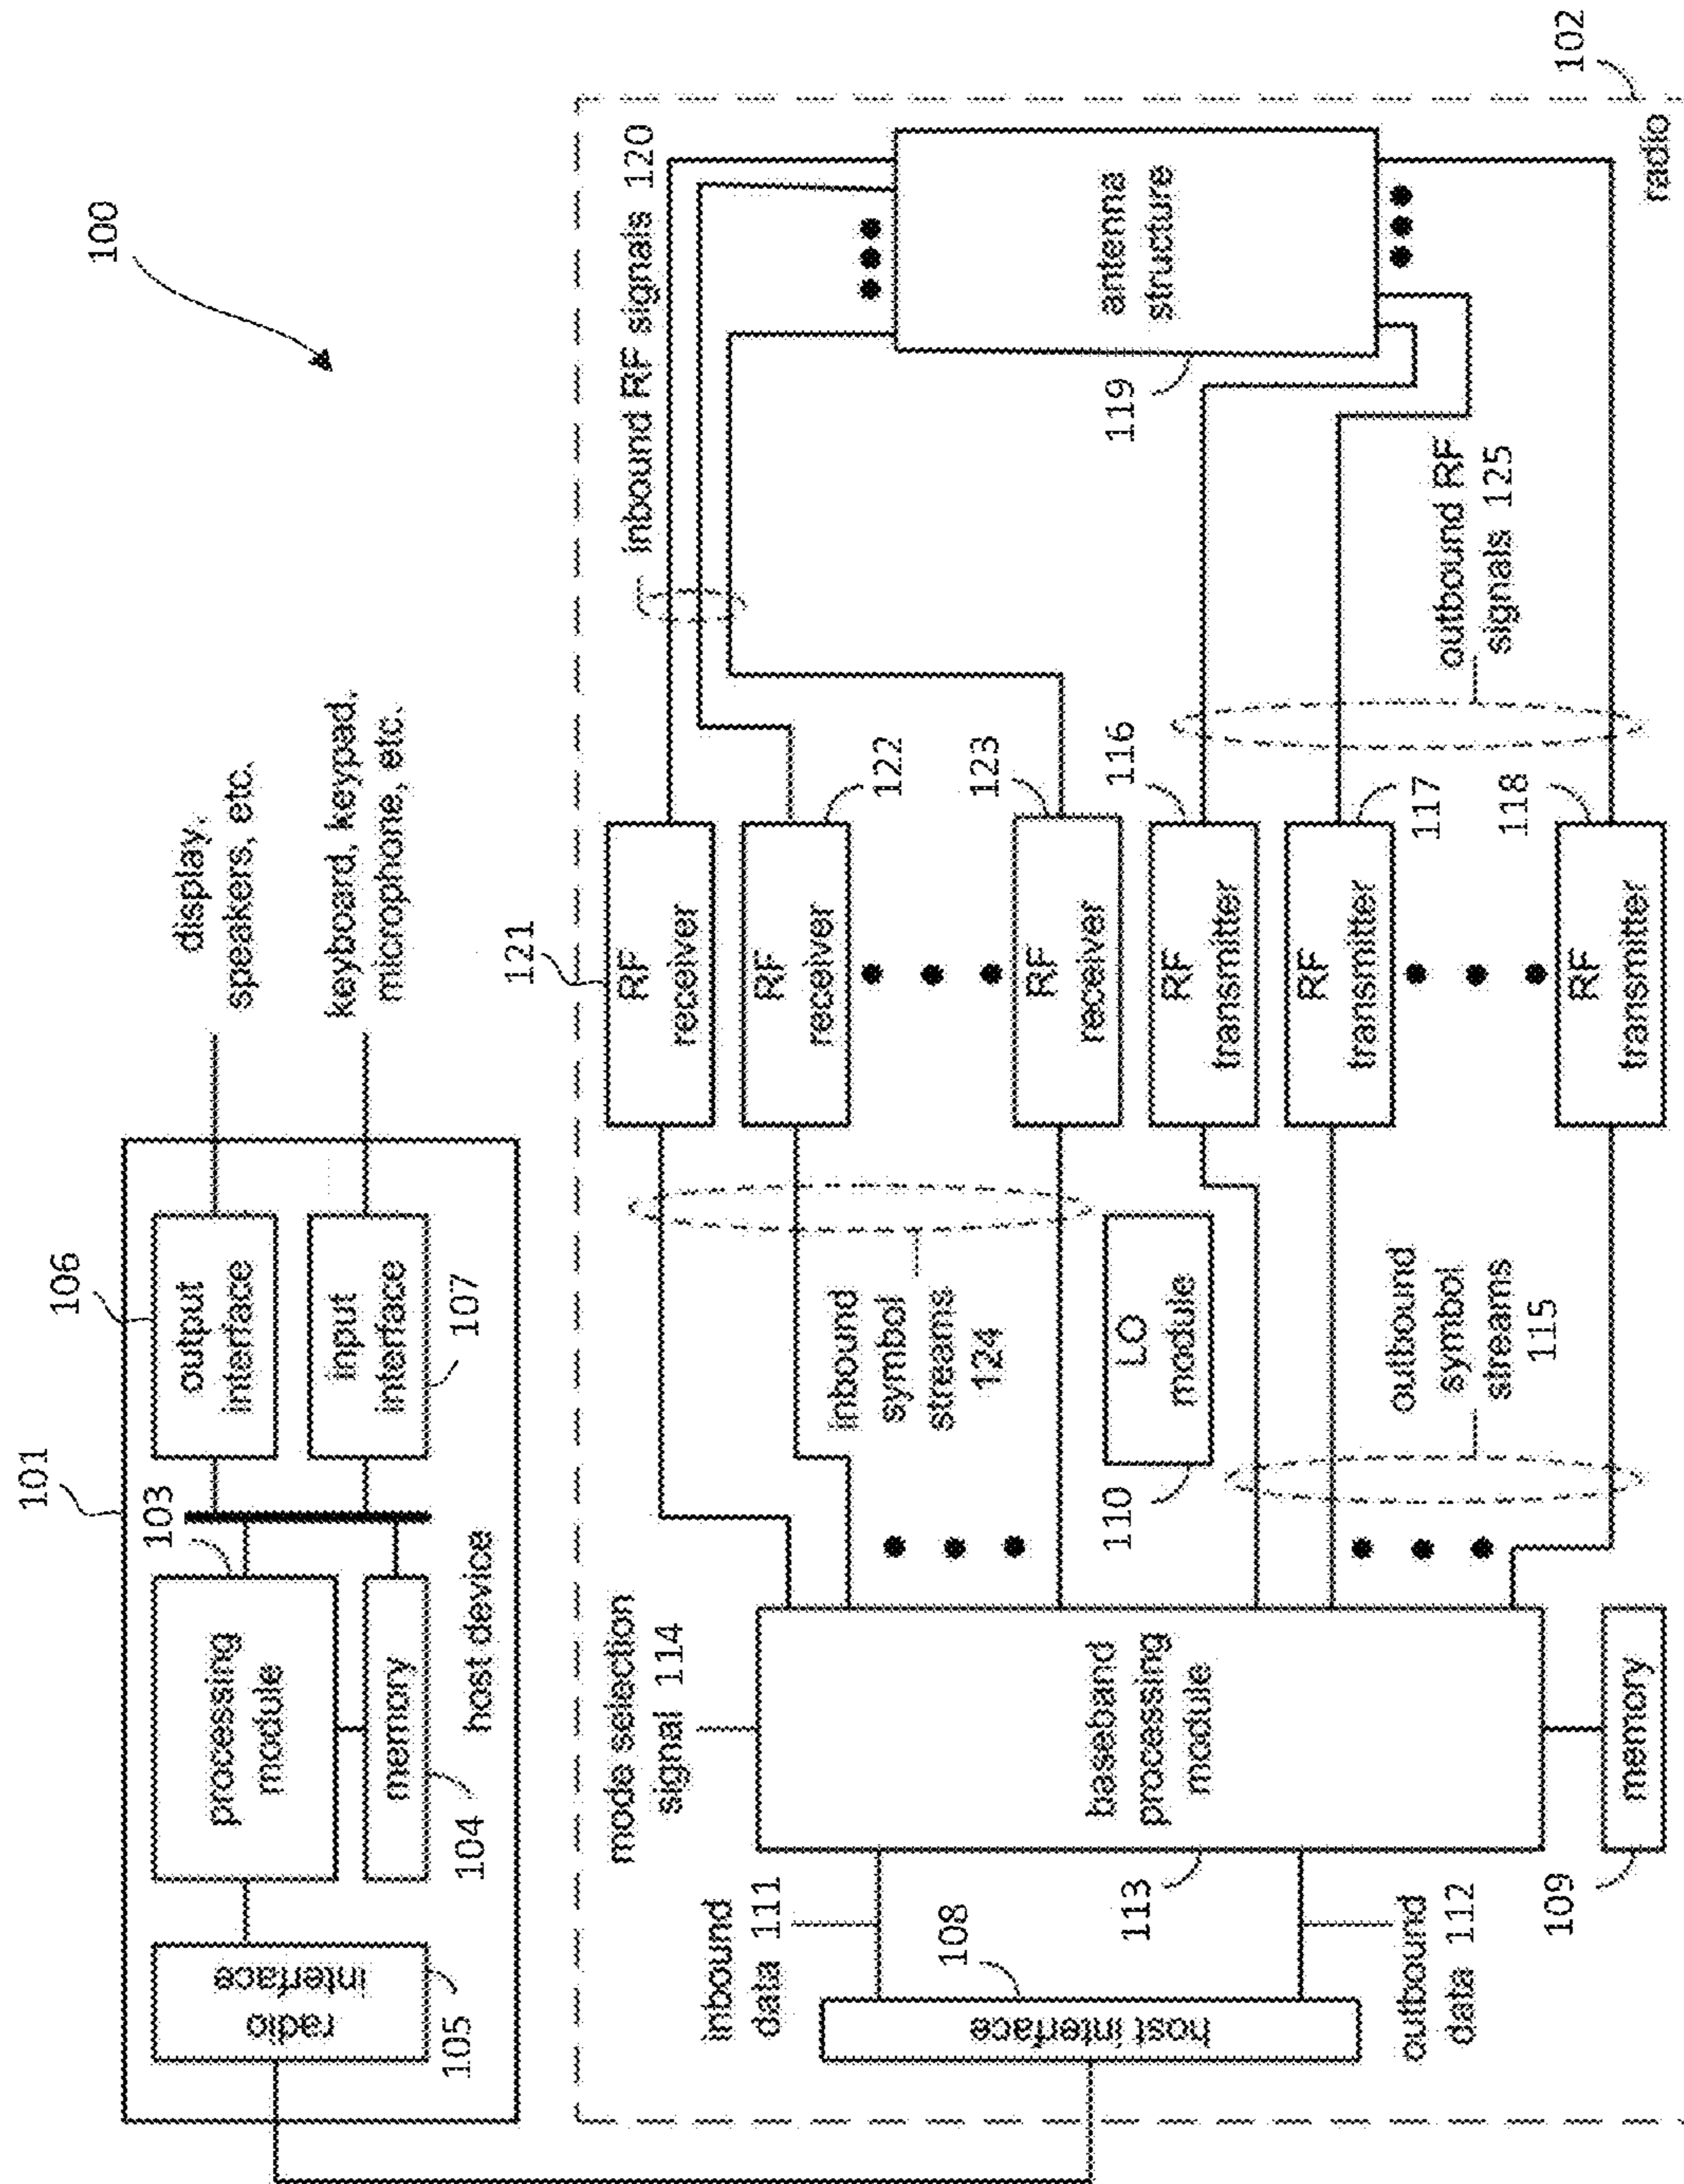 100
101
106
103
display,
speakers, etc.
keyboard, keypad,
microphone, etc.
radio
interface
105
processing
module
memory
104
output
interface
input
interface
107
host device
102
radio
mode selection
signal 114
inbound
data 111
108
host interface
113
outbound
data 112
baseband
processing
module
109
memory
inbound
symbol
streams
124
LO
module
110
outbound
symbol
streams
115
121
RF
receiver
RF
receiver
122
RF
receiver
123
RF
transmitter
116
RF
transmitter
117
RF
transmitter
118
inbound RF signals 120
antenna
structure
119
outbound RF
signals 125